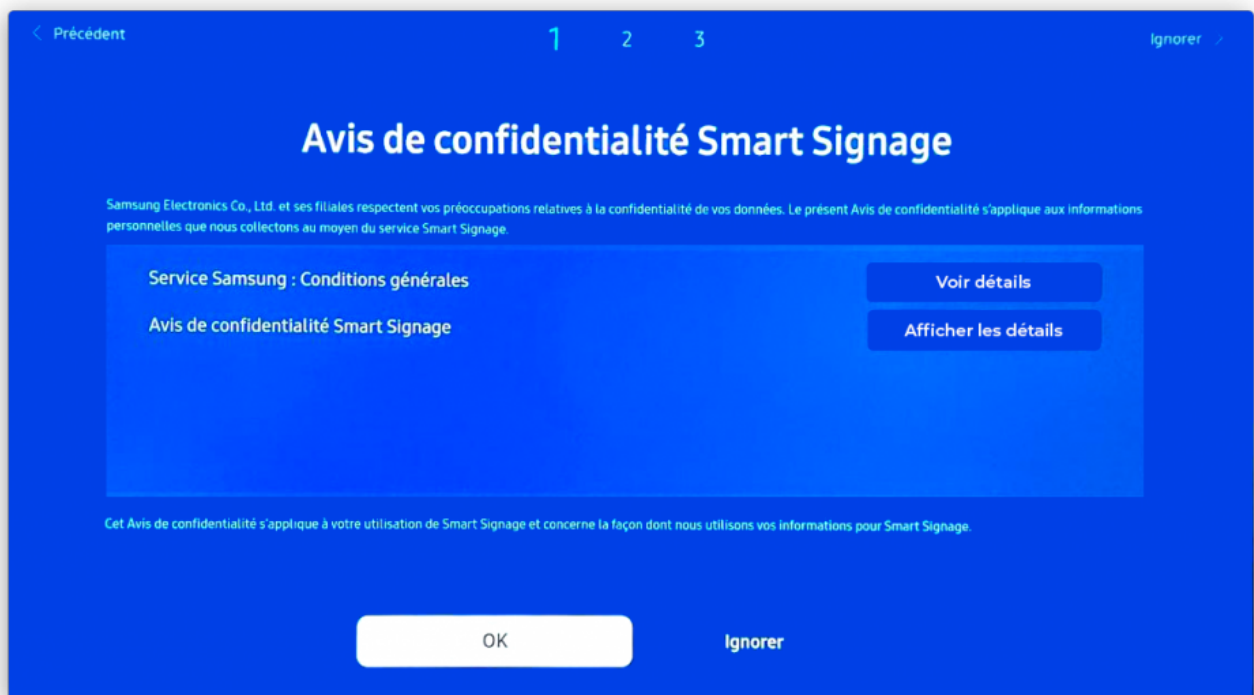 Précédent
1 2 3
Ignorer
Avis de confidentialité Smart Signage
Samsung Electronics Co., Ltd. et ses filiales respectent vos préoccupations relatives à la confidentialité de vos données. Le présent Avis de confidentialité s'applique aux informations
personnelles que nous collectons au moyen du service Smart Signage.
Service Samsung : Conditions générales
Voir détails
Avis de confidentialité Smart Signage
Afficher les détails
Cet Avis de confidentialité s'applique à votre utilisation de Smart Signage et concerne la façon dont nous utilisons vos informations pour Smart Signage.
OK
Ignorer